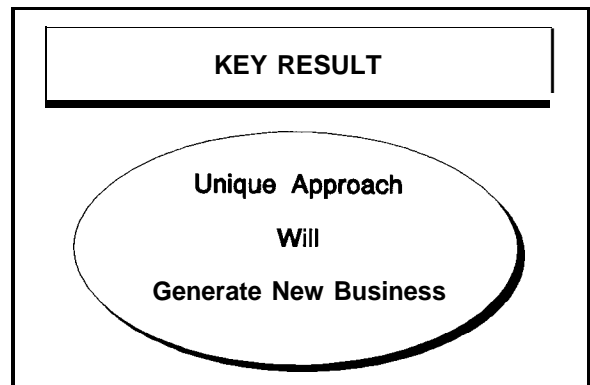 KEY RESULT
Unique Approach
Will
Generate New Business